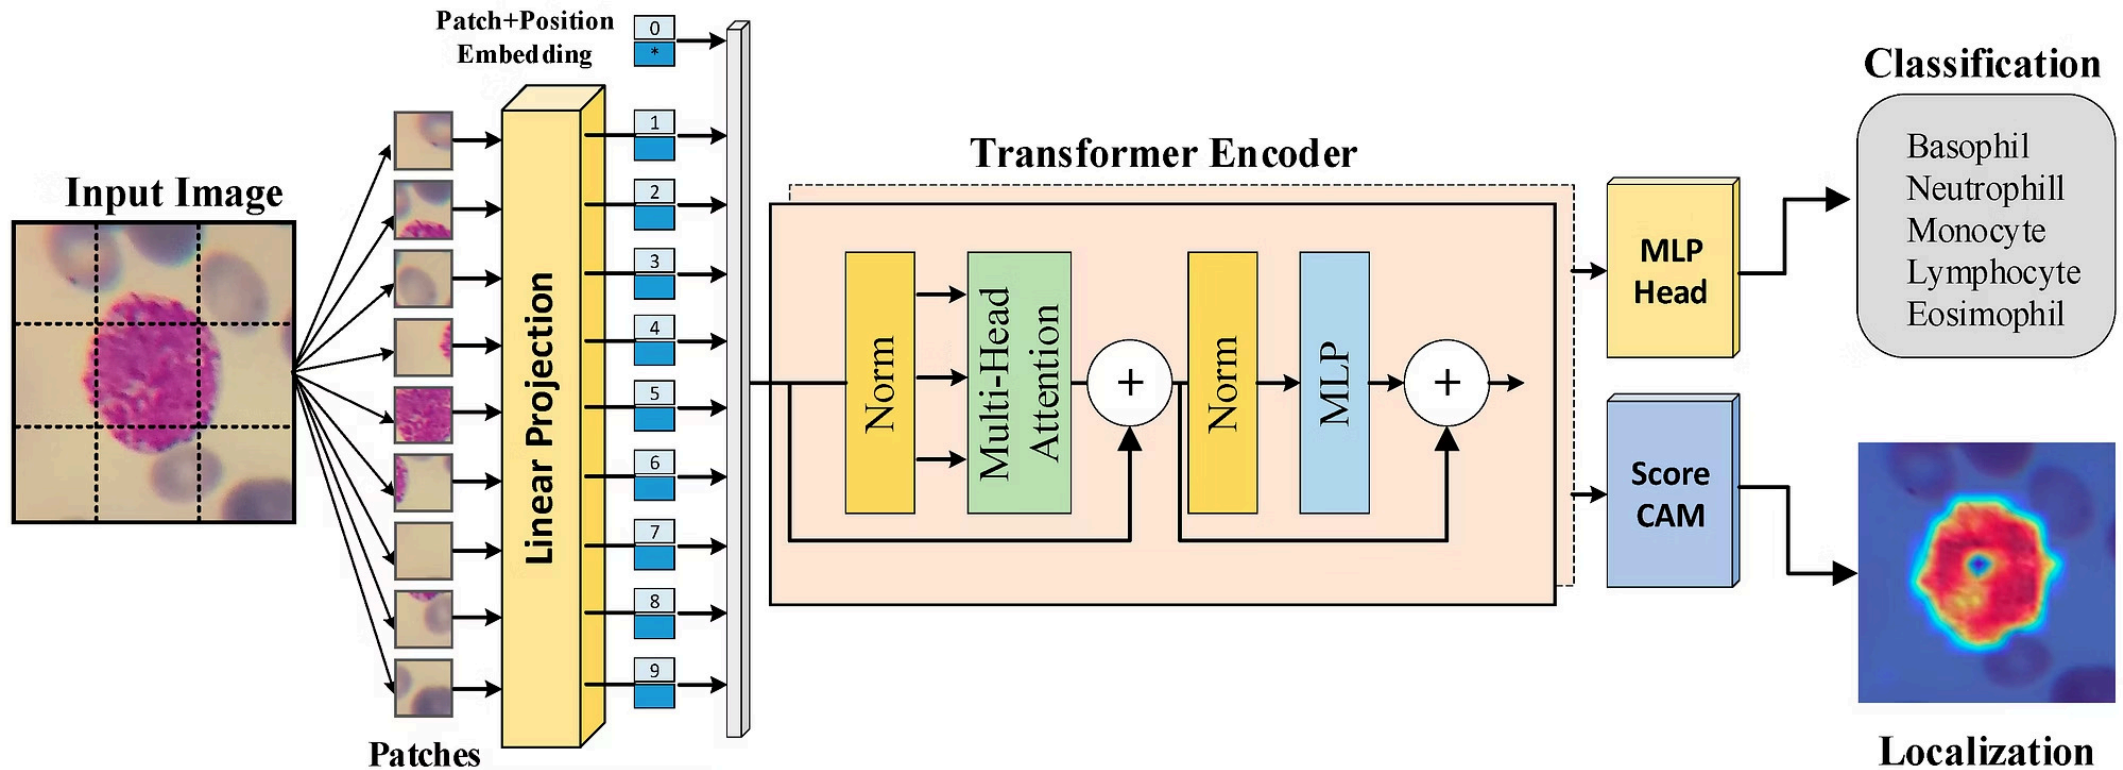 Input Image
Patches
Linear Projection
Patch+Position
Embedding
0
*
1
2
3
4
5
6
7
8
9
Transformer Encoder
Norm
Multi-Head
Attention
+
Norm
MLP
+
MLP
Head
Score
CAM
Classification
Basophil
Neutrophill
Monocyte
Lymphocyte
Eosimophil
Localization